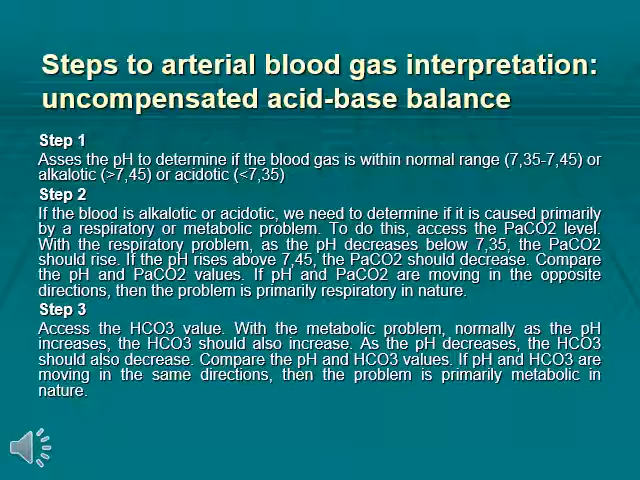 Steps to arterial blood gas interpretation:
uncompensated acid-base balance
Step 1
Asses the pH to determine if the blood gas is within normal range (7,35-7,45) or
alkalotic (>7,45) or acidotic (<7,35)
Step 2
If the blood is alkalotic or acidotic, we need to determine if it is caused primarily
by a respiratory or metabolic problem. To do this, access the PaCO2 level.
With the respiratory problem, as the pH decreases below 7,35, the PaCO2
should rise. If the pH rises above 7,45, the PaCO2 should decrease. Compare
the pH and PaCO2 values. If pH and PaCO2 are moving in the opposite
directions, then the problem is primarily respiratory in nature.
Step 3
Access the HCO3 value. With the metabolic problem, normally as the pH
increases, the HCO3 should also increase. As the pH decreases, the HCO3
should also decrease. Compare the pH and HCO3 values. If pH and HCO3 are
moving in the same directions, then the problem is primarily metabolic in
nature.